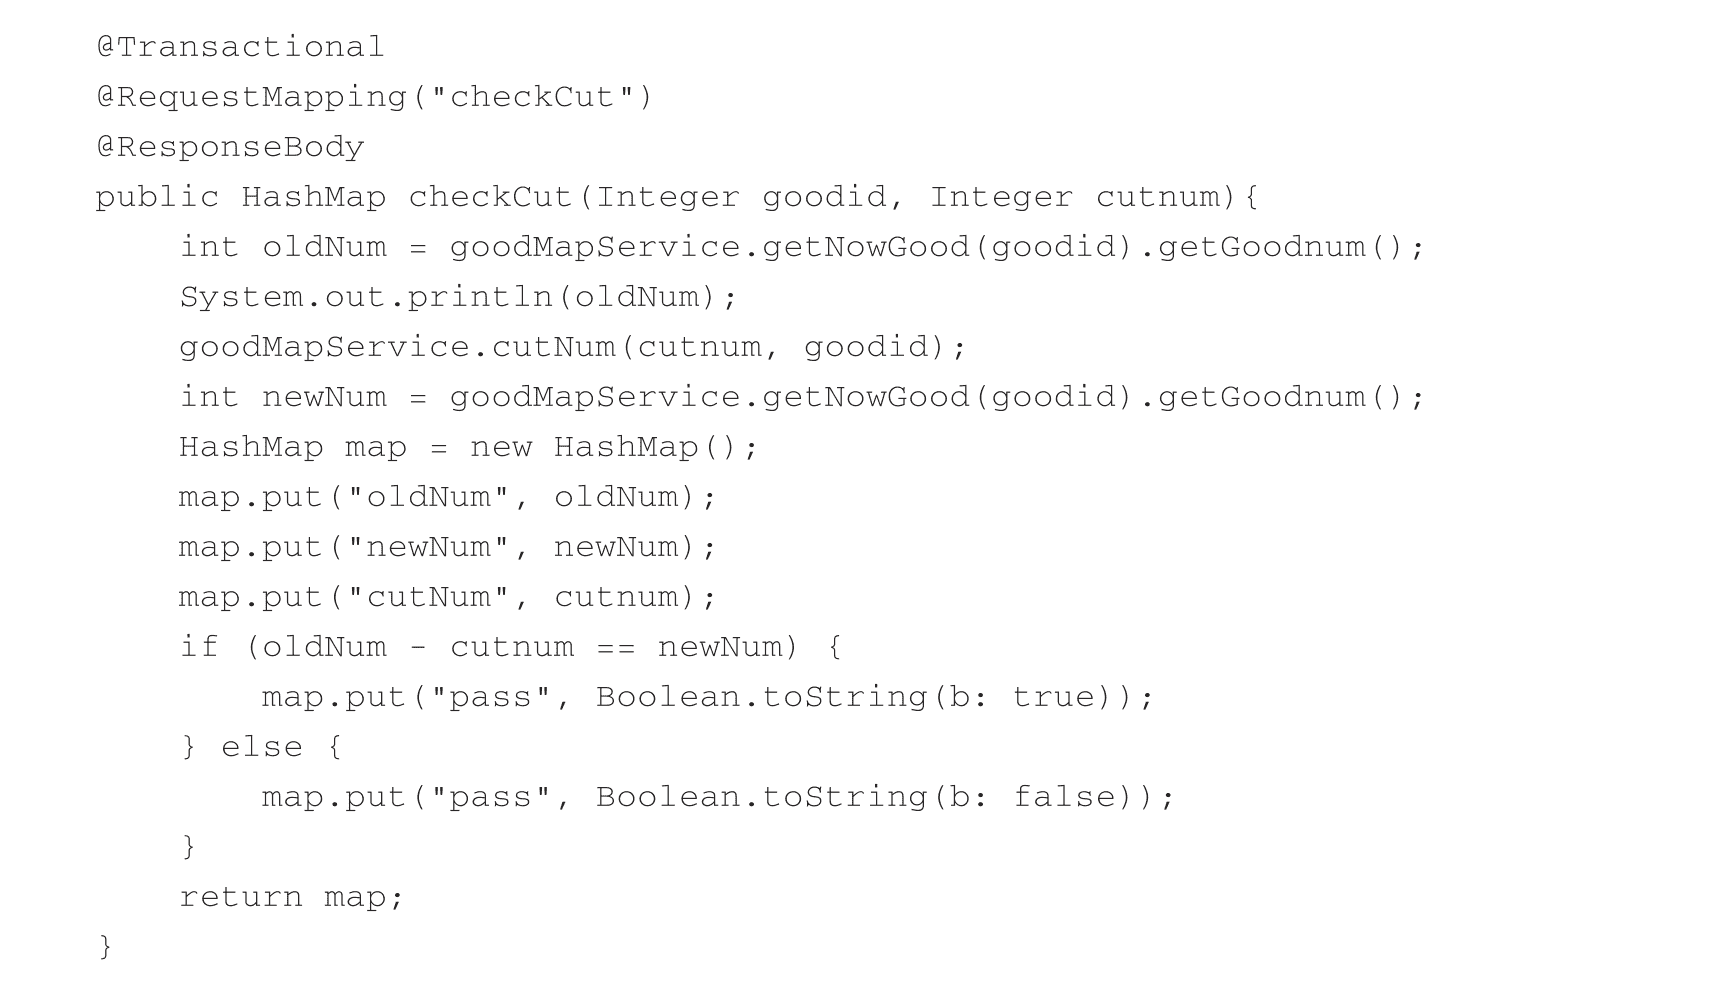 @Transactional
@RequestMapping("checkCut")
@ResponseBody
public HashMap checkCut(Integer goodid, Integer cutnum){
    int oldNum = goodMapService.getNowGood(goodid).getGoodnum();
    System.out.println(oldNum);
    goodMapService.cutNum(cutnum, goodid);
    int newNum = goodMapService.getNowGood(goodid).getGoodnum();
    HashMap map = new HashMap();
    map.put("oldNum", oldNum);
    map.put("newNum", newNum);
    map.put("cutNum", cutnum);
    if (oldNum - cutnum == newNum) {
        map.put("pass", Boolean.toString(b: true));
    } else {
        map.put("pass", Boolean.toString(b: false));
    }
    return map;
}